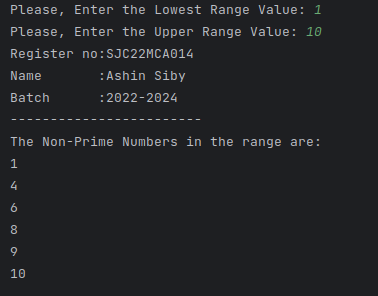 Please, Enter the Lowest Range Value: 1
Please, Enter the Upper Range Value: 10
Register no:SJC22MCA014
Name       :Ashin Siby
Batch      :2022-2024
------------------------
The Non-Prime Numbers in the range are:
1
4
6
8
9
10